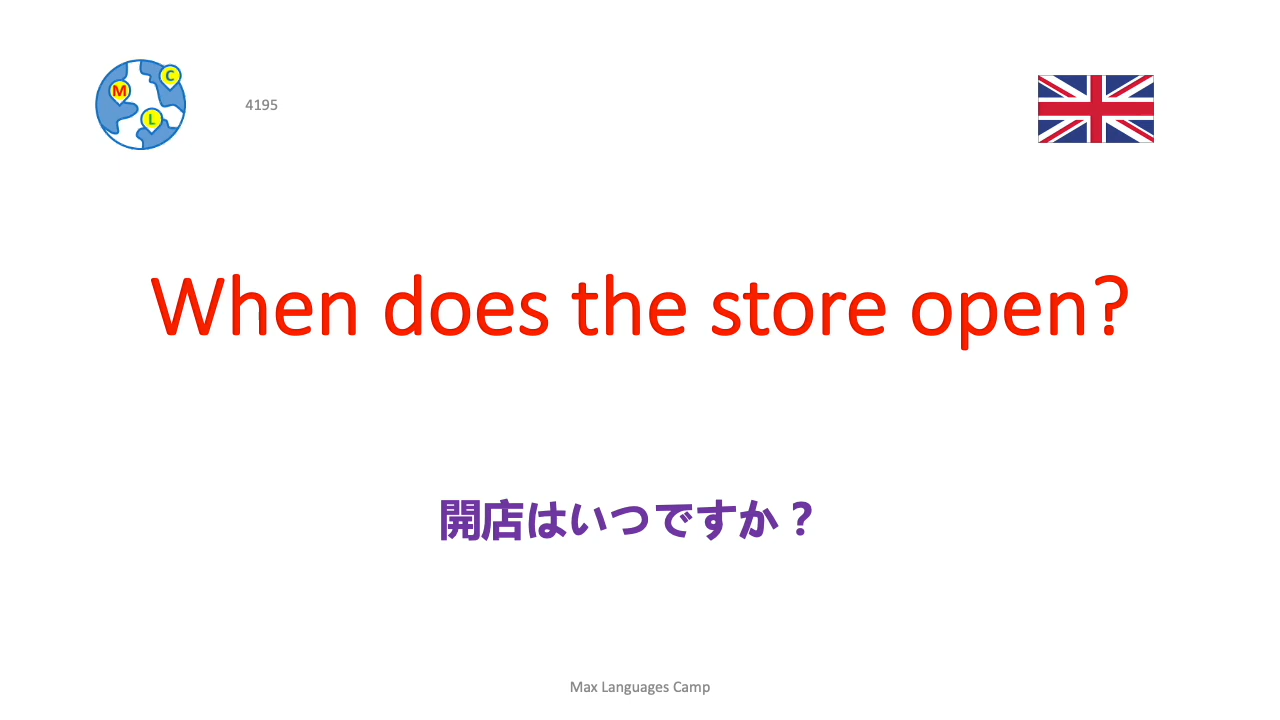 C
M
L
4195
When does the store open?
開店はいつですか？
Max Languages Camp